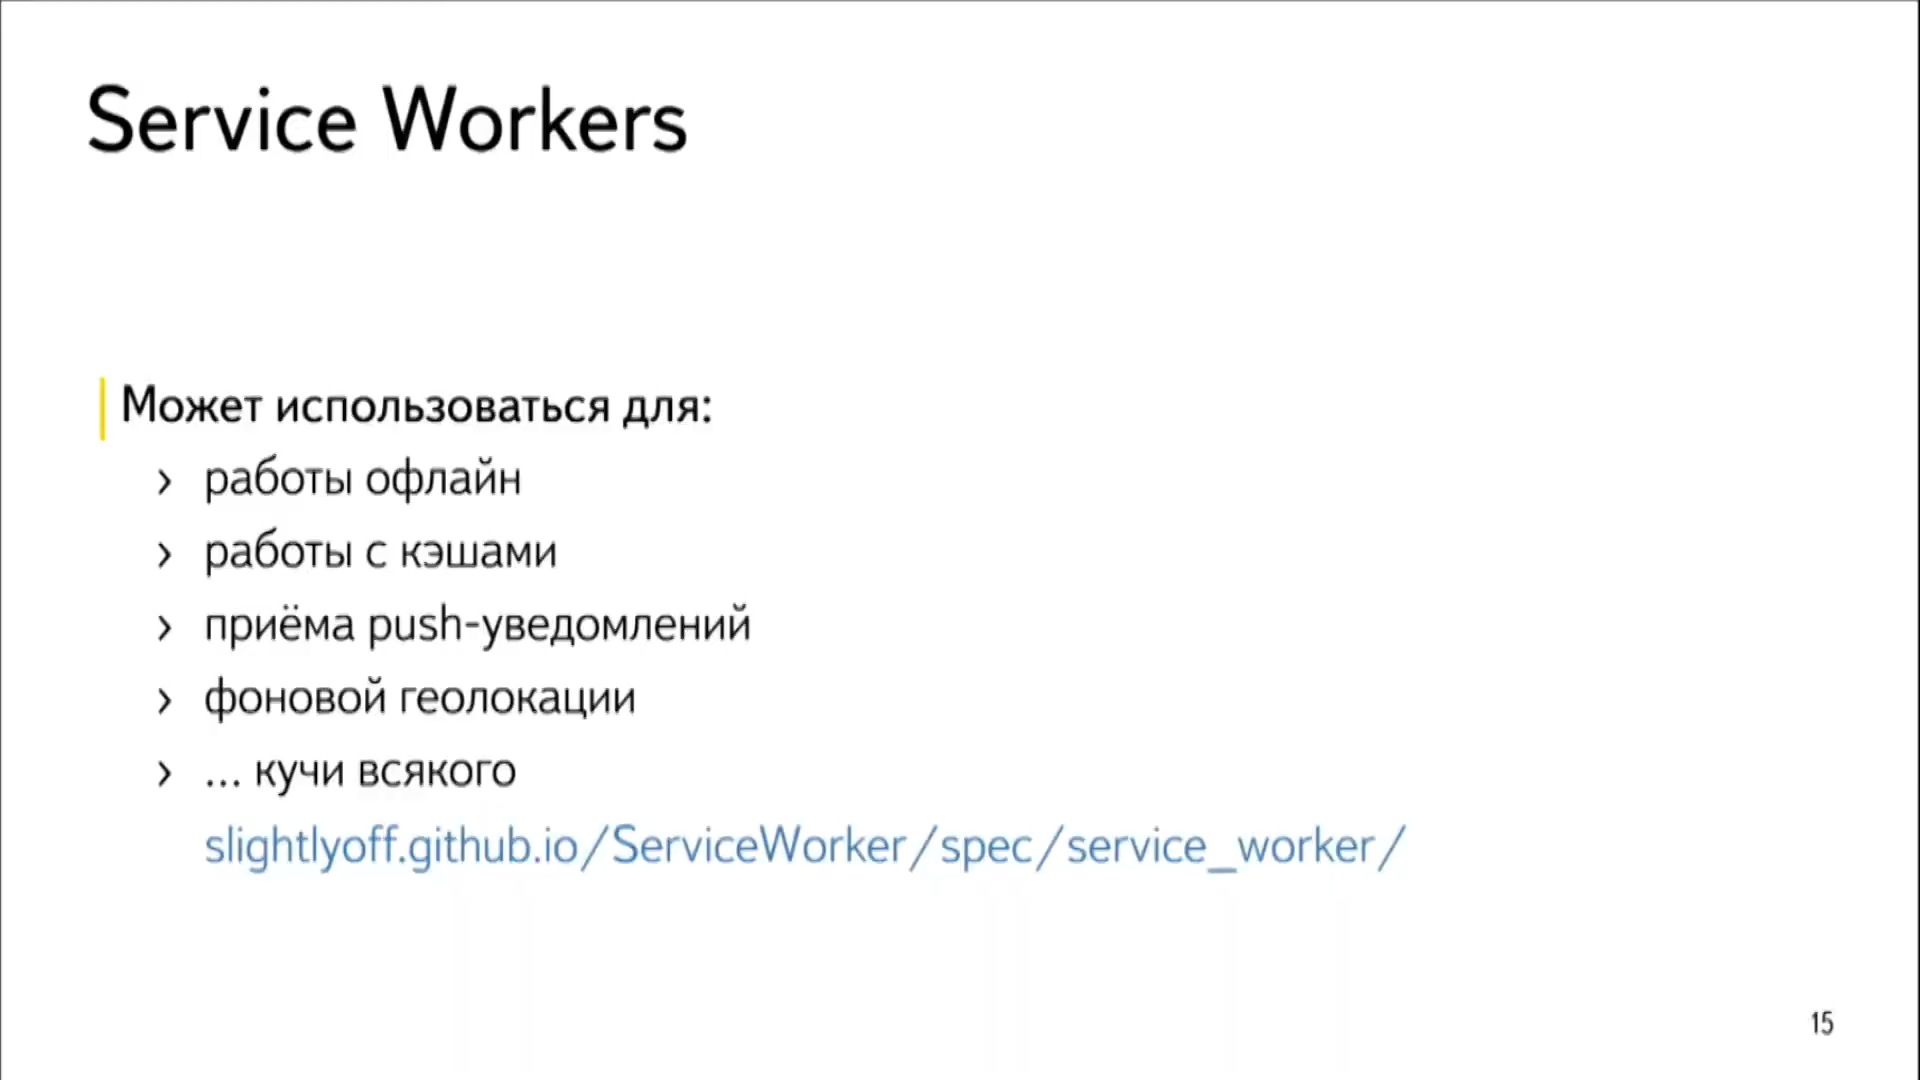 Service Workers
Может использоваться для:
› работы офлайн
› работы с кэшами
› приёма push-уведомлений
› фоновой геолокации
› ... кучи всякого
slightlyoff.github.io/ServiceWorker/spec/service_worker/
15